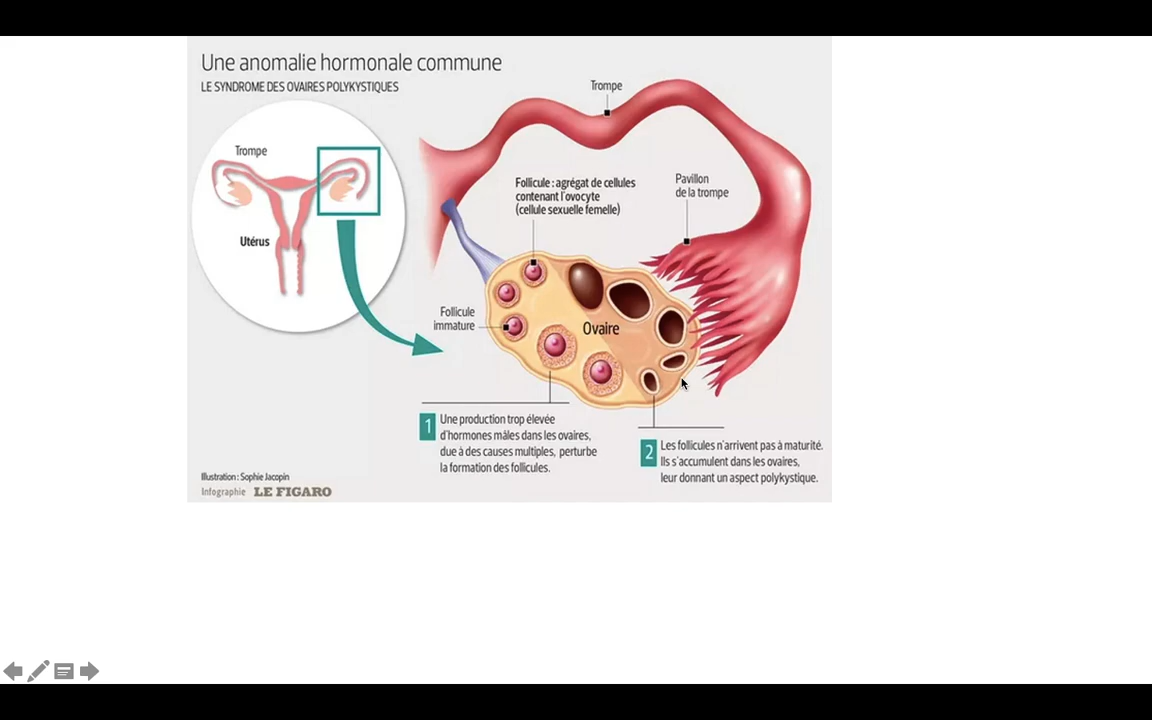 Une anomalie hormonale commune
LE SYNDROME DES OVAIRES POLYKYSTIQUES
Trompe
Utérus
Trompe
Follicule : agrégat de cellules
contenant l'ovocyte
(cellule sexuelle femelle)
Pavillon
de la trompe
Follicule
immature
Ovaire
1
Une production trop élevée
d'hormones mâles dans les ovaires,
due à des causes multiples, perturbe
la formation des follicules.
2
Les follicules n'arrivent pas à maturité.
Ils s'accumulent dans les ovaires,
leur donnant un aspect polykystique.
Illustration : Sophie Jacopin
Infographie LE FIGARO